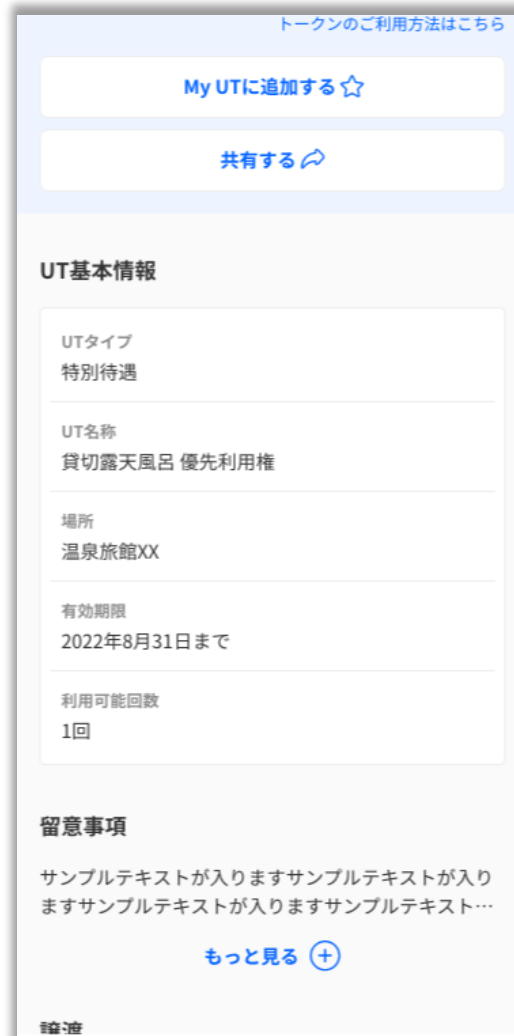 トークンのご利用方法はこちら
My UTに追加する
共有する
UT基本情報
UTタイプ
特別待遇
UT名称
貸切露天風呂 優先利用権
場所
温泉旅館XX
有効期限
2022年8月31日まで
利用可能回数
1回
留意事項
サンプルテキストが入りますサンプルテキストが入り
ますサンプルテキストが入りますサンプルテキスト…
もっと見る
譲渡